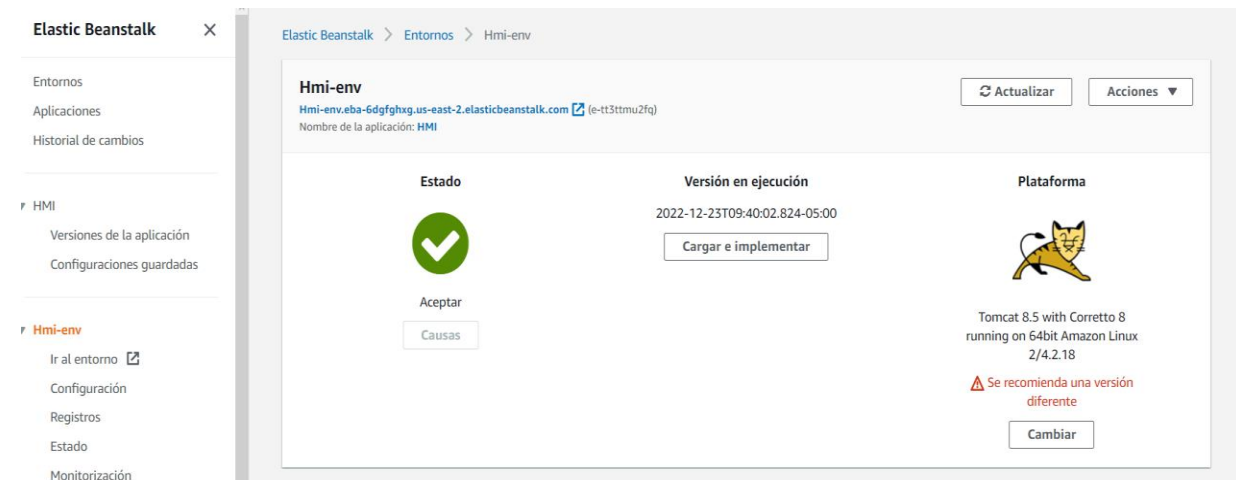 Elastic Beanstalk
Entornos
Aplicaciones
Historial de cambios
HMI
Versiones de la aplicación
Configuraciones guardadas
Hmi-env
Ir al entorno
Configuración
Registros
Estado
Monitorización
Elastic Beanstalk > Entornos > Hmi-env
Hmi-env
Hmi-env.eba-6dgfghxg.us-east-2.elasticbeanstalk.com (e-tt3ttmu2fq)
Nombre de la aplicación: HMI
Actualizar
Acciones
Estado
Aceptar
Causas
Versión en ejecución
2022-12-23T09:40:02.824-05:00
Cargar e implementar
Plataforma
Tomcat 8.5 with Corretto 8
running on 64bit Amazon Linux
2/4.2.18
Se recomienda una versión
diferente
Cambiar